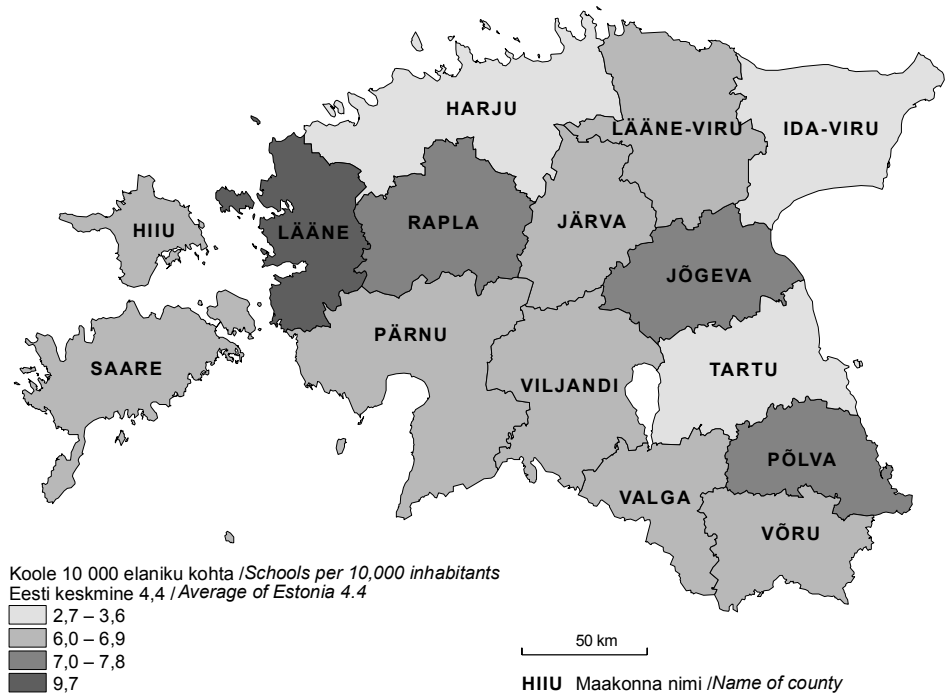 HARJU
LÄÄNE-VIRU
IDA-VIRU
HIIU
LÄÄNE
RAPLA
JÄRVA
JÕGEVA
PÄRNU
SAARE
VILJANDI
TARTU
PÕLVA
VALGA
VÕRU
Koole 10 000 elaniku kohta /Schools per 10,000 inhabitants
Eesti keskmine 4,4 / Average of Estonia 4.4
2,7 – 3,6
6,0 – 6,9
7,0 – 7,8
9,7
50 km
HIIU Maakonna nimi /Name of county